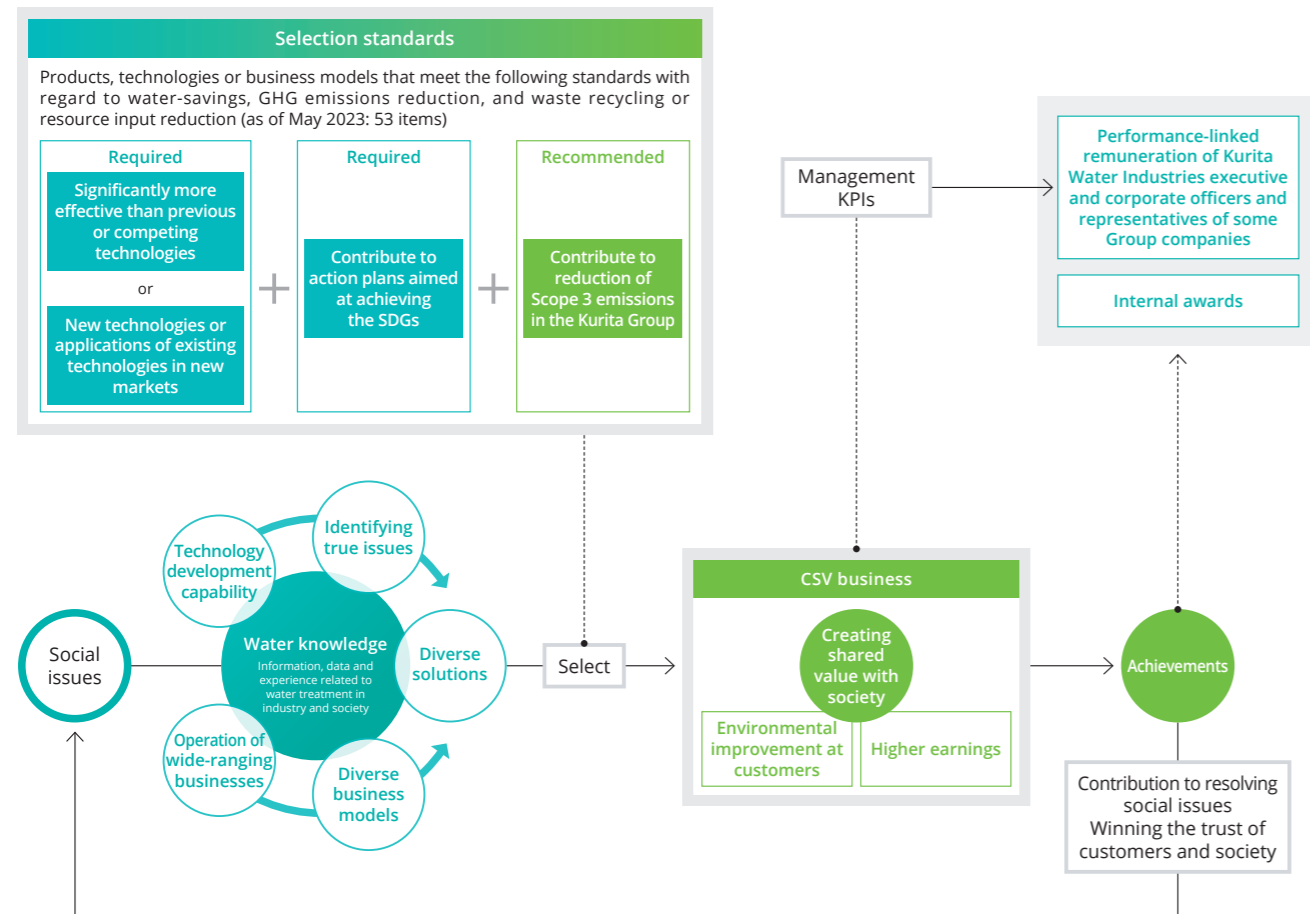 Selection standards
Products, technologies or business models that meet the following standards with
regard to water-savings, GHG emissions reduction, and waste recycling or
resource input reduction (as of May 2023: 53 items)
Required
Significantly more
effective than previous
or competing
technologies
or
New technologies or
applications of existing
technologies in new
markets
+
Required
Contribute to
action plans aimed
at achieving
the SDGs
+
Recommended
Contribute to
reduction of
Scope 3 emissions
in the Kurita Group
Management
KPIs
Performance-linked
remuneration of Kurita
Water Industries executive
and corporate officers and
representatives of some
Group companies
Internal awards
Social
issues
Technology
development
capability
Identifying
true issues
Water knowledge
Information, data and
experience related to
water treatment in
industry and society
Diverse
solutions
Operation of
wide-ranging
businesses
Diverse
business
models
Select
CSV business
Creating
shared
value with
society
Environmental
improvement at
customers
Higher earnings
Achievements
Contribution to resolving
social issues
Winning the trust of
customers and society